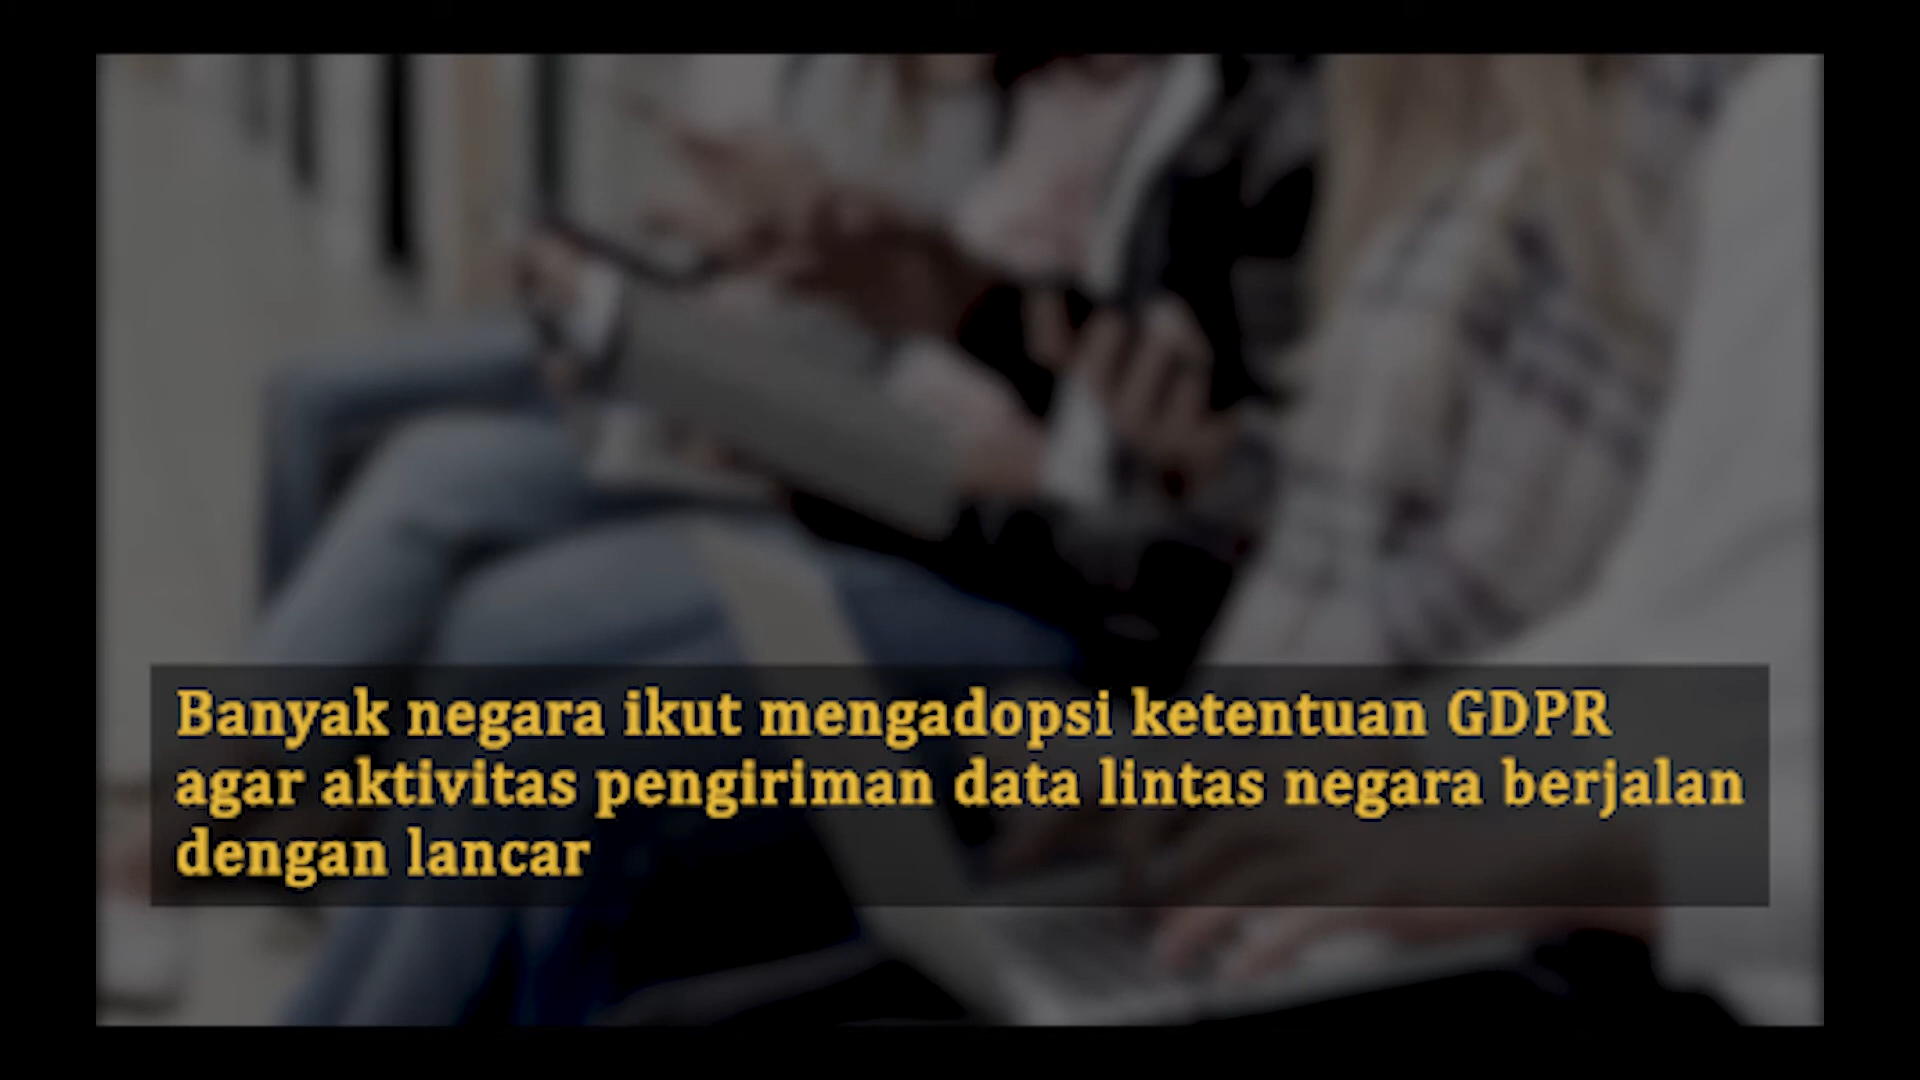 Banyak negara ikut mengadopsi ketentuan GDPR
agar aktivitas pengiriman data lintas negara berjalan
dengan lancar